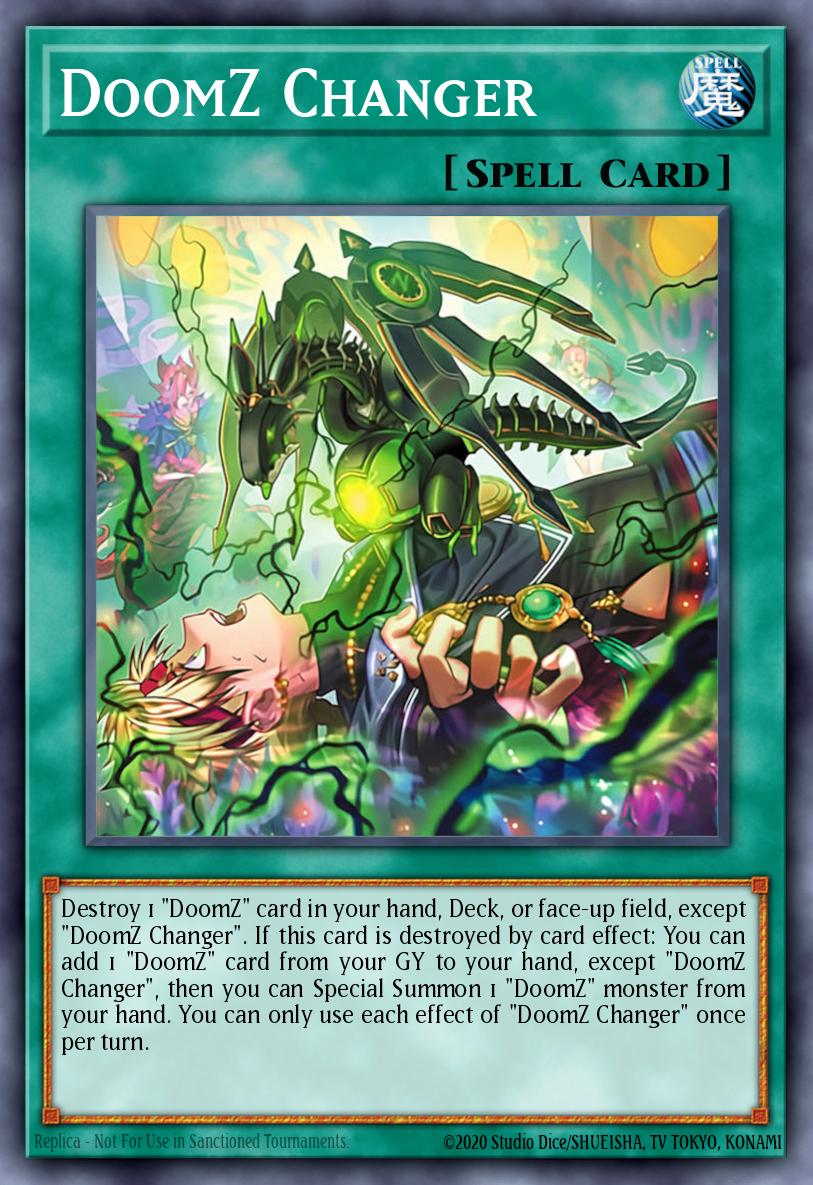 DoomZ Changer
SPELL
魔
[Spell Card]
N
Destroy 1 "DoomZ" card in your hand, Deck, or face-up field, except
"DoomZ Changer". If this card is destroyed by card effect: You can
add 1 "DoomZ" card from your GY to your hand, except "DoomZ
Changer", then you can Special Summon 1 "DoomZ" monster from
your hand. You can only use each effect of "DoomZ Changer" once
per turn.
Replica - Not For Use in Sanctioned Tournaments.
©2020 Studio Dice/SHUEISHA, TV TOKYO, KONAMI